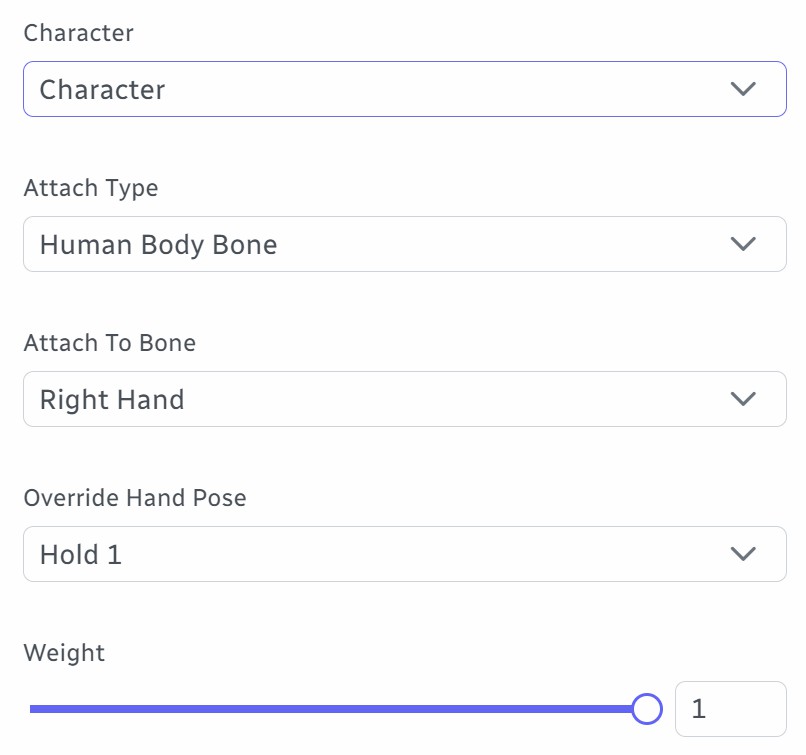 Character
Character
Attach Type
Human Body Bone
Attach To Bone
Right Hand
Override Hand Pose
Hold 1
Weight
1